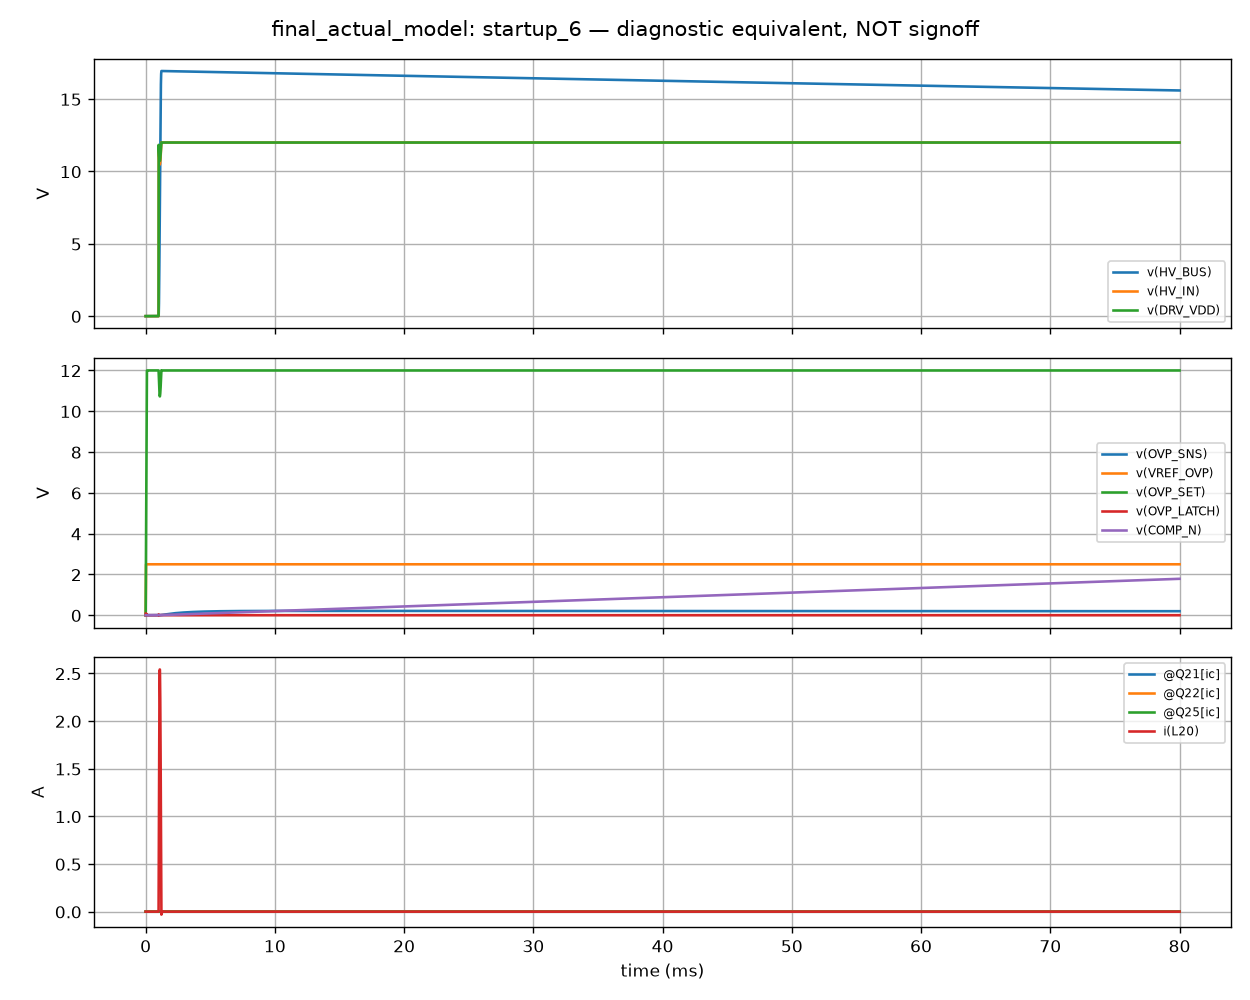 final_actual_model: startup_6 — diagnostic equivalent, NOT signoff
15
10
5
0
V
v(HV_BUS)
v(HV_IN)
v(DRV_VDD)
12
10
8
6
4
2
0
V
v(OVP_SNS)
v(VREF_OVP)
v(OVP_SET)
v(OVP_LATCH)
v(COMP_N)
2.5
2.0
1.5
1.0
0.5
0.0
A
@Q21[ic]
@Q22[ic]
@Q25[ic]
i(L20)
0 10 20 30 40 50 60 70 80
time (ms)